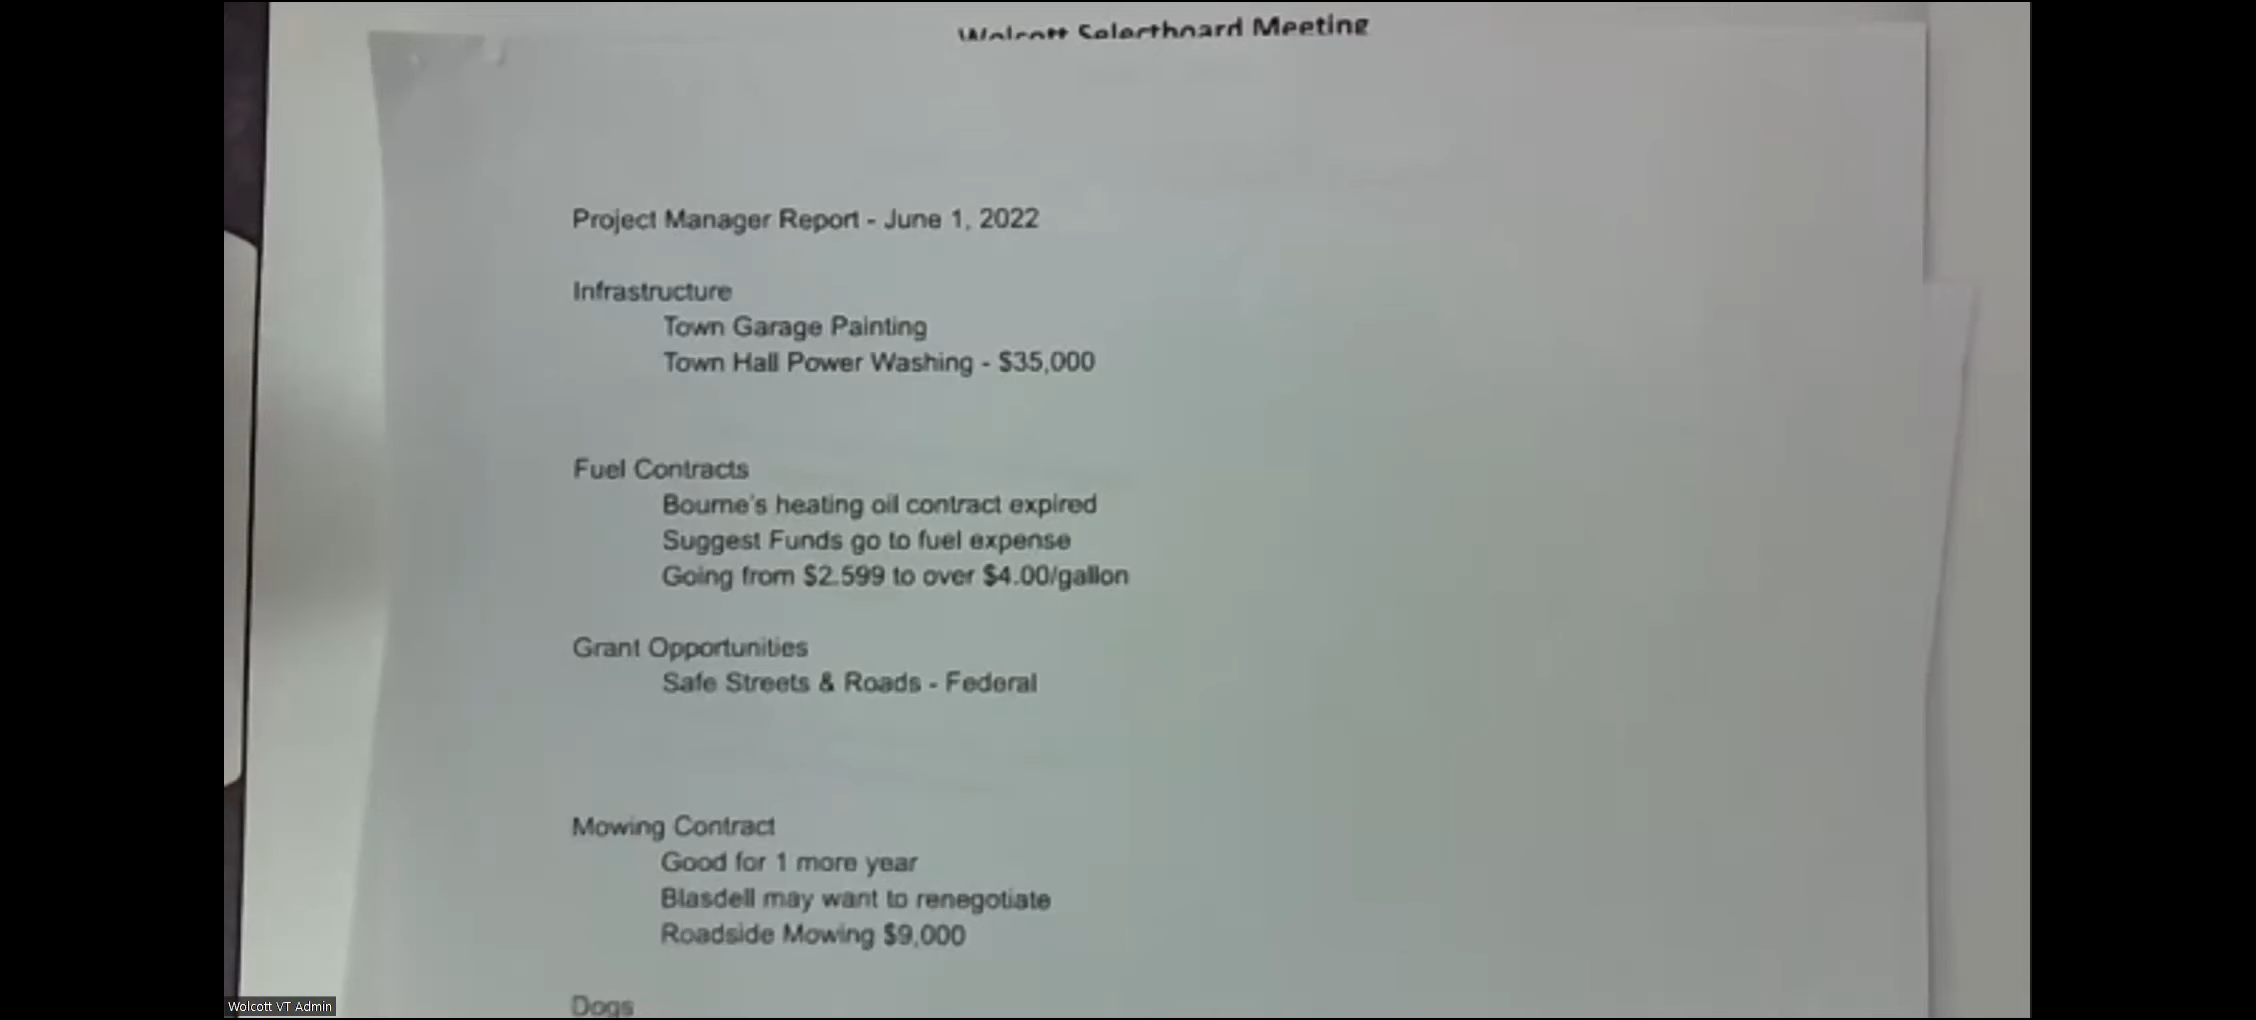 Wolcott Selectboard Meeting
Project Manager Report - June 1, 2022
Infrastructure
Town Garage Painting
Town Hall Power Washing - $35,000
Fuel Contracts
Bourne's heating oil contract expired
Suggest Funds go to fuel expense
Going from $2.599 to over $4.00/gallon
Grant Opportunities
Safe Streets & Roads - Federal
Mowing Contract
Good for 1 more year
Blasdell may want to renegotiate
Roadside Mowing $9,000
Dogs
Wolcott VT Admin